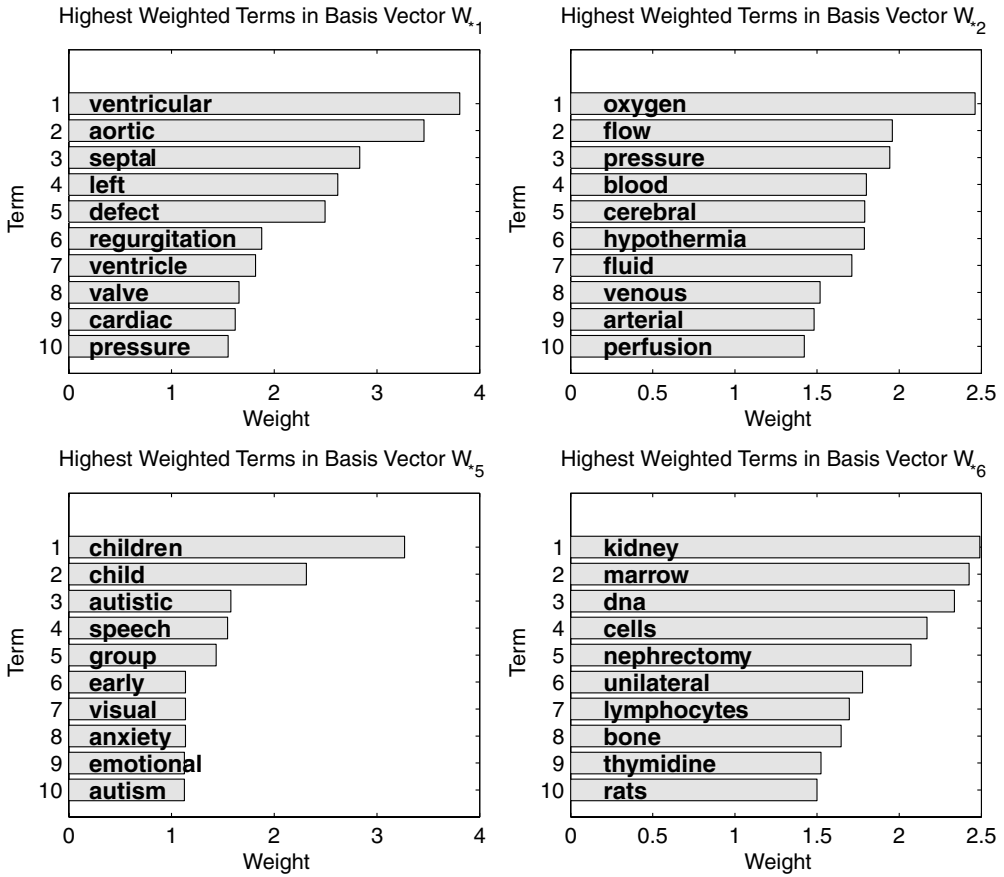 Highest Weighted Terms in Basis Vector W*1
Term
1 ventricular
2 aortic
3 septal
4 left
5 defect
6 regurgitation
7 ventricle
8 valve
9 cardiac
10 pressure
0 1 2 3 4
Weight
Highest Weighted Terms in Basis Vector W*2
Term
1 oxygen
2 flow
3 pressure
4 blood
5 cerebral
6 hypothermia
7 fluid
8 venous
9 arterial
10 perfusion
0 0.5 1 1.5 2 2.5
Weight
Highest Weighted Terms in Basis Vector W*5
Term
1 children
2 child
3 autistic
4 speech
5 group
6 early
7 visual
8 anxiety
9 emotional
10 autism
0 1 2 3 4
Weight
Highest Weighted Terms in Basis Vector W*6
Term
1 kidney
2 marrow
3 dna
4 cells
5 nephrectomy
6 unilateral
7 lymphocytes
8 bone
9 thymidine
10 rats
0 0.5 1 1.5 2 2.5
Weight